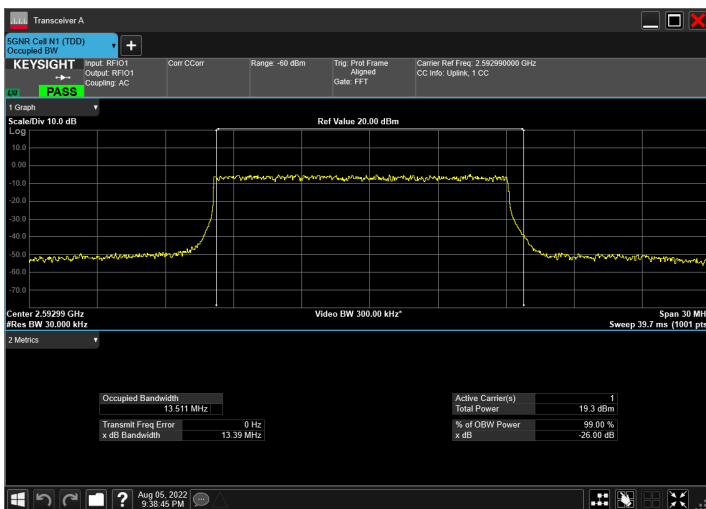 Transceiver A
5GNR Cell N1 (TDD)
Occupied BW
KEYSIGHT
PASS
Input: RFIO1
Output: RFIO1
Coupling: AC
Corr CCorr
Range: -60 dBm
Trig: Prot Frame
Aligned
Gate: FFT
Carrier Ref Freq: 2.592990000 GHz
CC Info: Uplink, 1 CC
1 Graph
Scale/Div 10.0 dB
Ref Value 20.00 dBm
Log
10.0
0.00
-10.0
-20.0
-30.0
-40.0
-50.0
-60.0
-70.0
Center 2.59299 GHz
Video BW 300.00 kHz*
Span 30 MH
#Res BW 30.000 kHz
Sweep 39.7 ms (1001 pts
2 Metrics
Occupied Bandwidth
13.511 MHz
Transmit Freq Error 0 Hz
x dB Bandwidth 13.39 MHz
Active Carrier(s) 1
Total Power 19.3 dBm
% of OBW Power 99.00 %
x dB -26.00 dB
Aug 05, 2022
9:38:45 PM